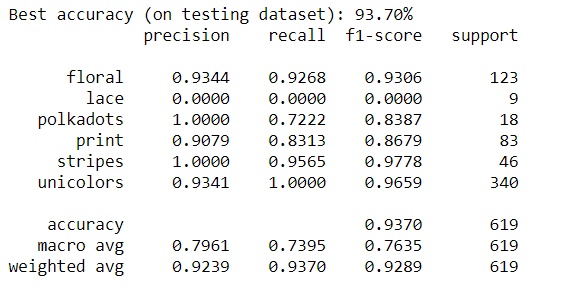 Best accuracy (on testing dataset): 93.70%
precision recall f1-score support
floral 0.9344 0.9268 0.9306 123
lace 0.0000 0.0000 0.0000 9
polkadots 1.0000 0.7222 0.8387 18
print 0.9079 0.8313 0.8679 83
stripes 1.0000 0.9565 0.9778 46
unicolors 0.9341 1.0000 0.9659 340
accuracy 0.9370 619
macro avg 0.7961 0.7395 0.7635 619
weighted avg 0.9239 0.9370 0.9289 619